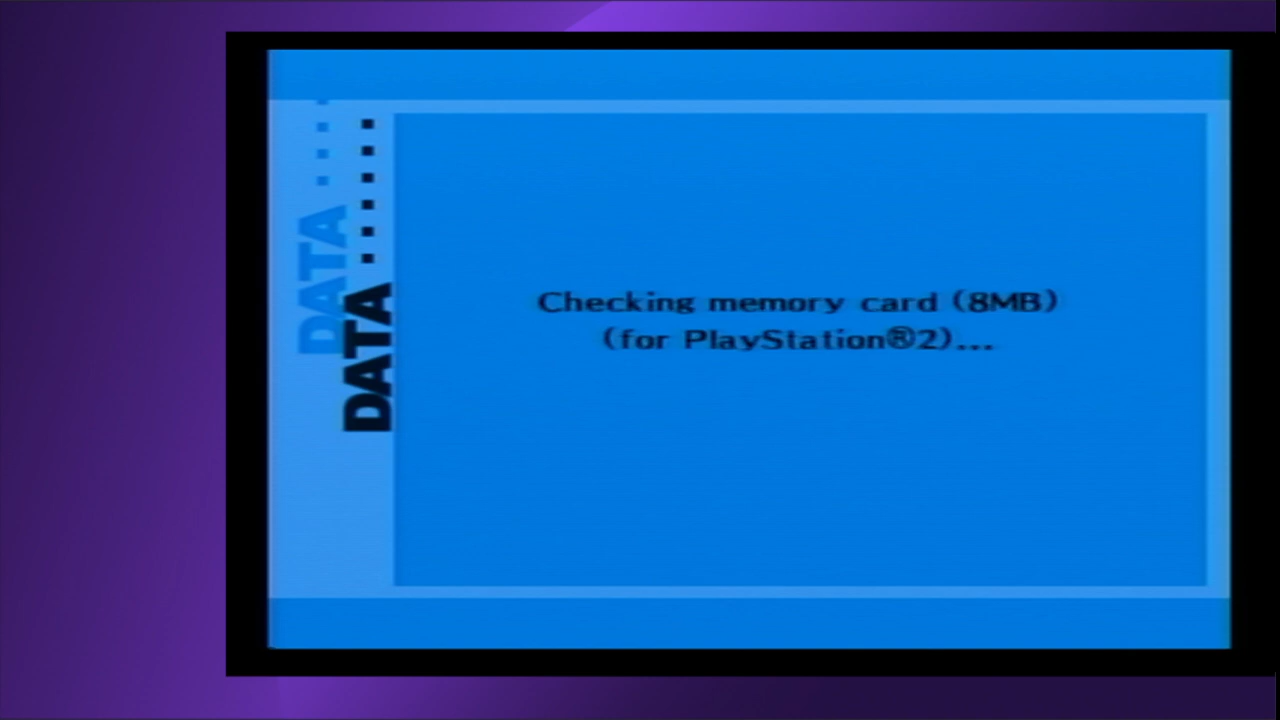 DATA ......
DATA ....
Checking memory card (8MB)
(for PlayStation®2)...